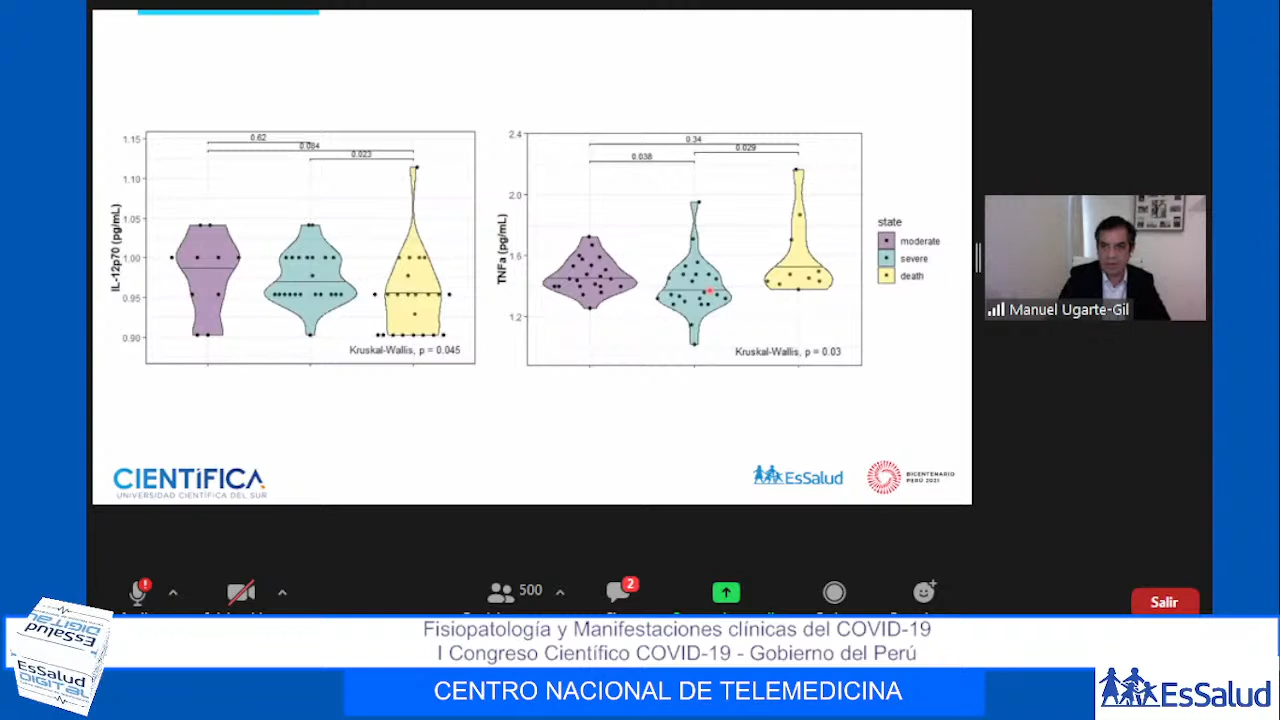 1.15
1.10
1.05
1.00
0.95
0.90
IL-12p70 (pg/mL)
0.62
0.084
0.023
Kruskal-Wallis, p = 0.045
2.4
2.0
1.6
1.2
TNFa (pg/mL)
0.34
0.038
0.029
Kruskal-Wallis, p = 0.03
state
moderate
severe
death
Manuel Ugarte-Gil
CIENTÍFICA
UNIVERSIDAD CIENTÍFICA DEL SUR
EsSalud
BICENTENARIO
PERÚ 2021
500
2
Salir
Fisiopatología y Manifestaciones clínicas del COVID-19
I Congreso Científico COVID-19 - Gobierno del Perú
CENTRO NACIONAL DE TELEMEDICINA
EsSalud
DIGITAL
EsSalud
DIGITAL
EsSalud